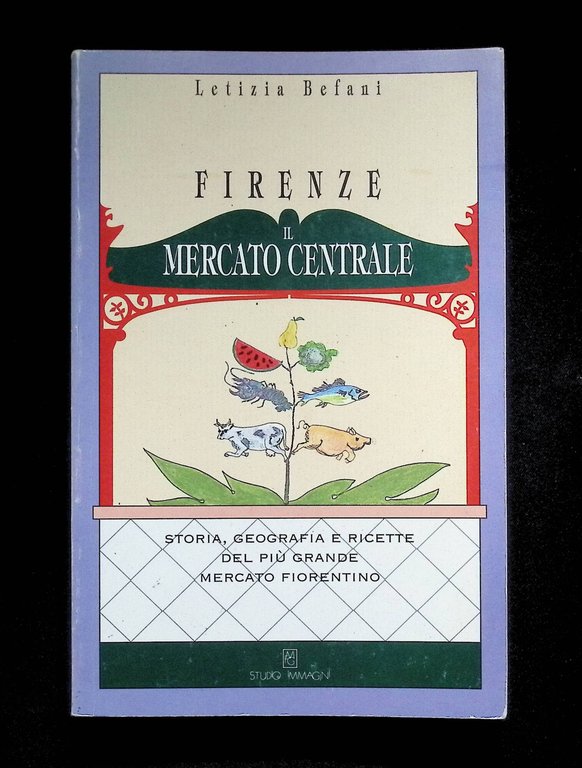 Letizia Befani
FIRENZE
IL
MERCATO CENTRALE
STORIA, GEOGRAFIA E RICETTE
DEL PIÙ GRANDE
MERCATO FIORENTINO
STUDIO IMMAGINI